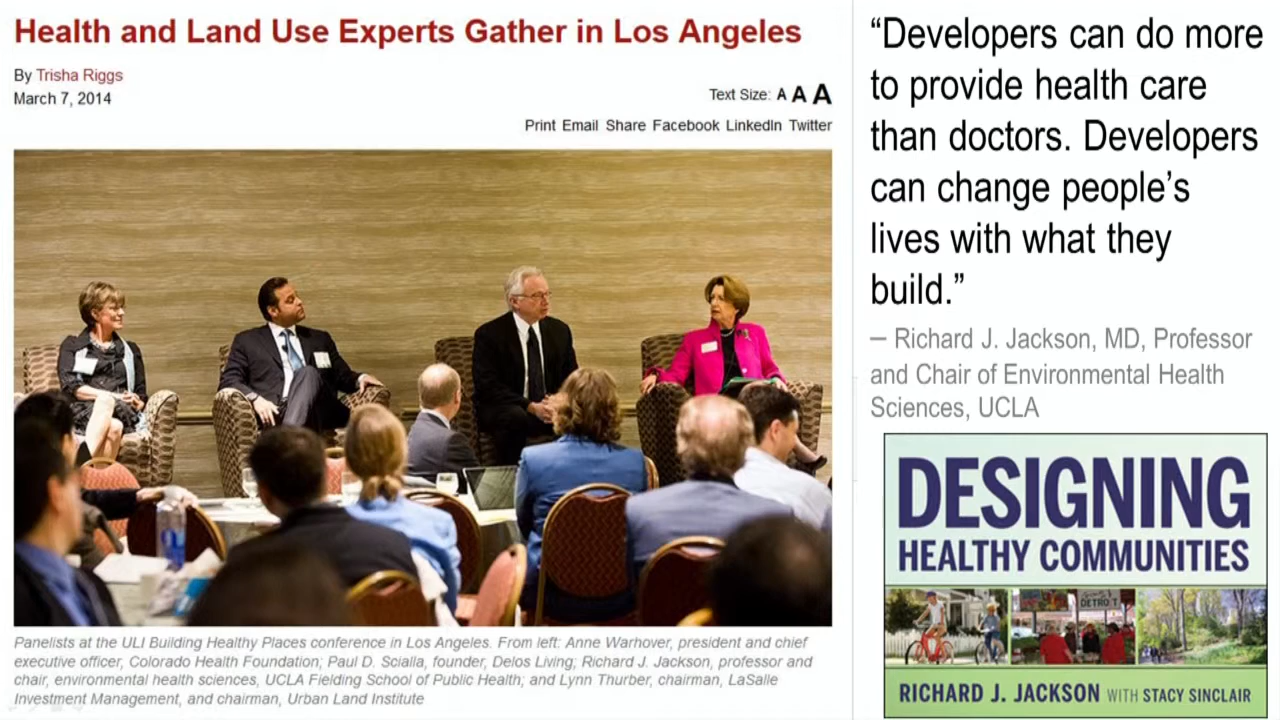 Health and Land Use Experts Gather in Los Angeles
By Trisha Riggs
March 7, 2014
Text Size: A A A
Print Email Share Facebook LinkedIn Twitter
Panelists at the ULI Building Healthy Places conference in Los Angeles. From left: Anne Warhover, president and chief
executive officer, Colorado Health Foundation; Paul D. Scialla, founder, Delos Living; Richard J. Jackson, professor and
chair, environmental health sciences, UCLA Fielding School of Public Health; and Lynn Thurber, chairman, LaSalle
Investment Management, and chairman, Urban Land Institute
“Developers can do more
to provide health care
than doctors. Developers
can change people’s
lives with what they
build.”
– Richard J. Jackson, MD, Professor
and Chair of Environmental Health
Sciences, UCLA
DESIGNING
HEALTHY COMMUNITIES
DETROIT
RICHARD J. JACKSON WITH STACY SINCLAIR